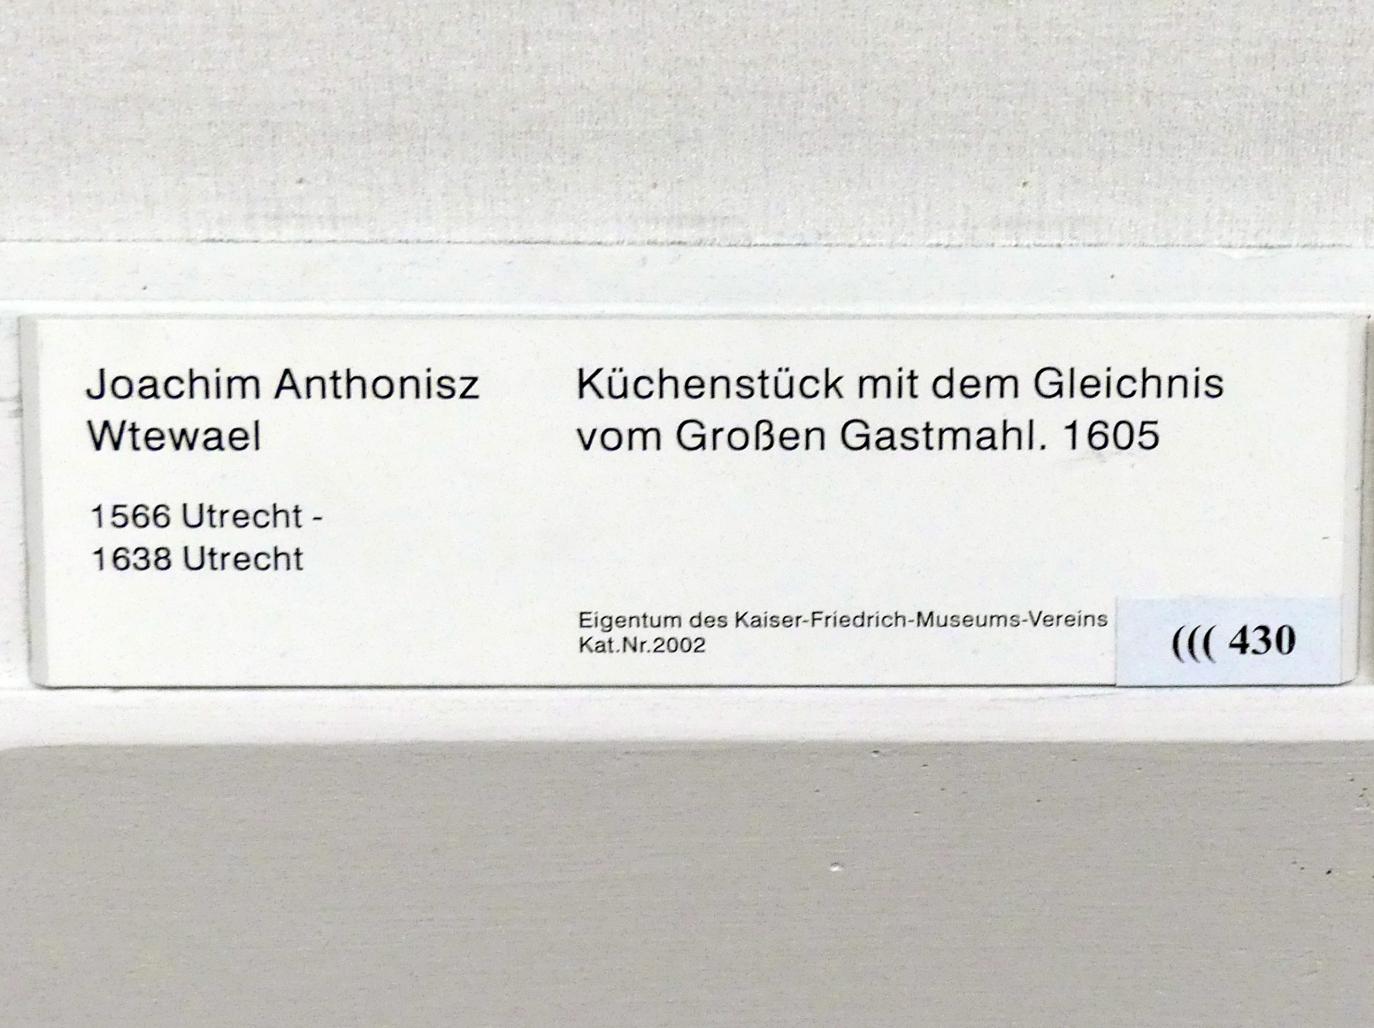 Joachim Anthonisz
Wtewael
1566 Utrecht -
1638 Utrecht
Küchenstück mit dem Gleichnis
vom Großen Gastmahl. 1605
Eigentum des Kaiser-Friedrich-Museums-Vereins
Kat.Nr.2002
((( 430